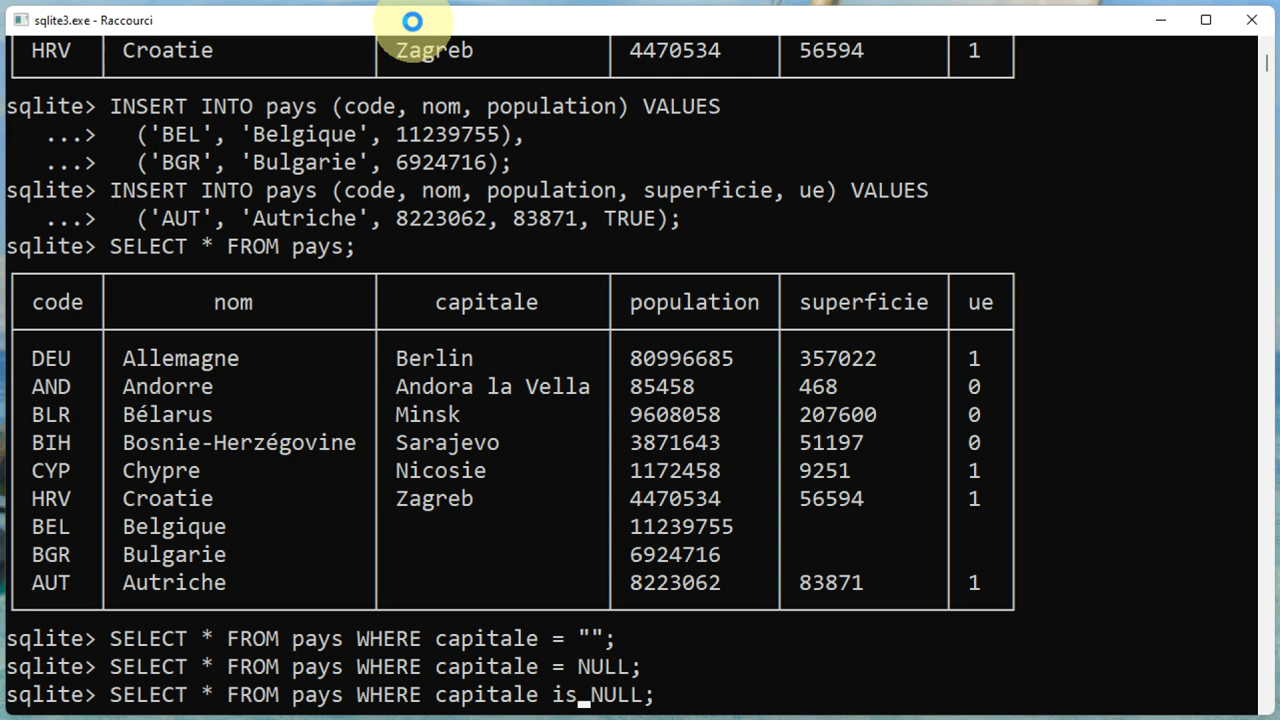 sqlite3.exe - Raccourci
HRV Croatie Zagreb 4470534 56594 1
sqlite> INSERT INTO pays (code, nom, population) VALUES
...> ('BEL', 'Belgique', 11239755),
...> ('BGR', 'Bulgarie', 6924716);
sqlite> INSERT INTO pays (code, nom, population, superficie, ue) VALUES
...> ('AUT', 'Autriche', 8223062, 83871, TRUE);
sqlite> SELECT * FROM pays;
code nom capitale population superficie ue
DEU Allemagne Berlin 80996685 357022 1
AND Andorre Andora la Vella 85458 468 0
BLR Bélarus Minsk 9608058 207600 0
BIH Bosnie-Herzégovine Sarajevo 3871643 51197 0
CYP Chypre Nicosie 1172458 9251 1
HRV Croatie Zagreb 4470534 56594 1
BEL Belgique 11239755
BGR Bulgarie 6924716
AUT Autriche 8223062 83871 1
sqlite> SELECT * FROM pays WHERE capitale = "";
sqlite> SELECT * FROM pays WHERE capitale = NULL;
sqlite> SELECT * FROM pays WHERE capitale is NULL;